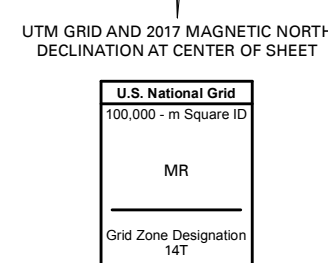 UTM GRID AND 2017 MAGNETIC NORTH
DECLINATION AT CENTER OF SHEET
U.S. National Grid
100,000 - m Square ID
MR
Grid Zone Designation
14T